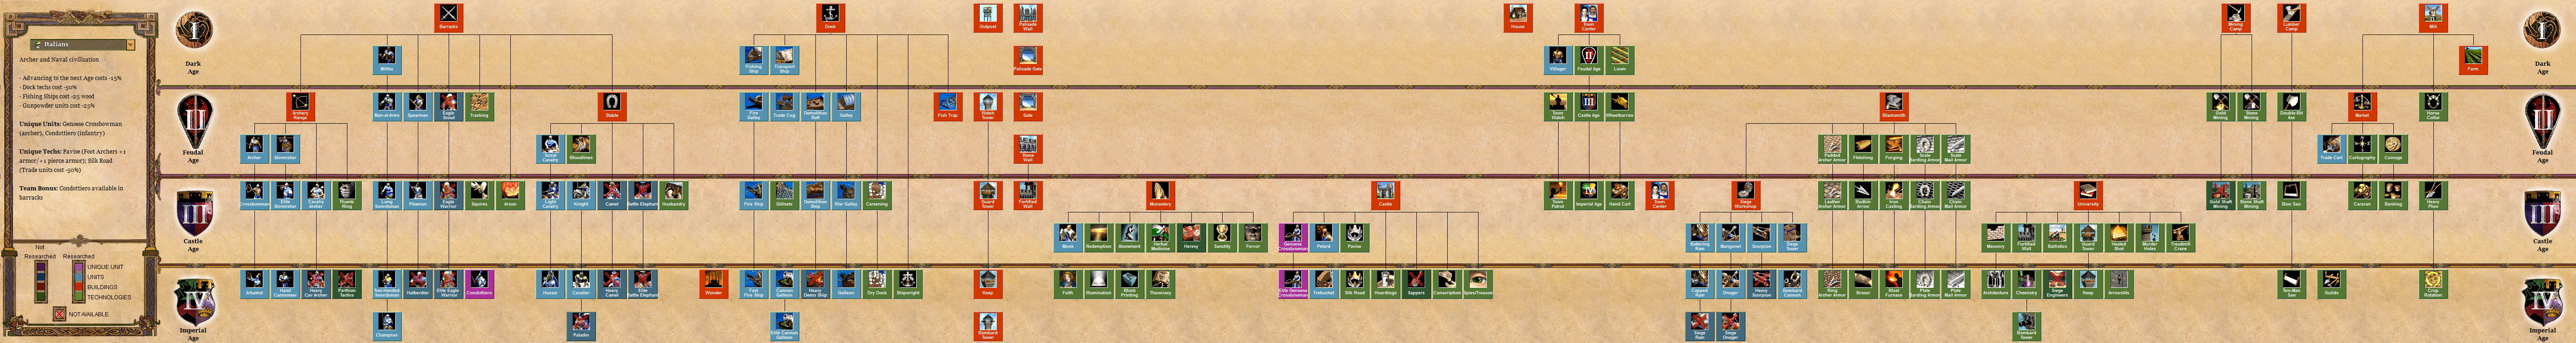 Italians
Archer and Naval civilization
· Advancing to the next Age costs -15%
· Dock techs cost -50%
· Fishing Ships cost -25 wood
· Gunpowder units cost -25%
Unique Units: Genoese Crossbowman
(archer), Condottiero (infantry)
Unique Techs: Pavise (Foot Archers +1
armor/+1 pierce armor); Silk Road
(Trade units cost -50%)
Team Bonus: Condottiero available in
barracks
Not
Researched
Researched
UNIQUE UNIT
UNITS
BUILDINGS
TECHNOLOGIES
NOT AVAILABLE
Dark
Age
Barracks
Dock
Outpost
Palisade
Wall
House
Town
Center
Mining
Camp
Lumber
Camp
Mill
Dark
Age
Militia
Fishing
Ship
Transport
Ship
Palisade Gate
Villager
Feudal Age
Loom
Farm
Feudal
Age
Archery
Range
Man-at-Arms
Spearman
Eagle
Scout
Tracking
Stable
Fire
Galley
Trade Cog
Demolition
Raft
Galley
Fish Trap
Watch
Tower
Gate
Town
Watch
Castle Age
Wheelbarrow
Blacksmith
Gold
Mining
Stone
Mining
Double-Bit
Axe
Market
Horse
Collar
Feudal
Age
Archer
Skirmisher
Scout
Cavalry
Bloodlines
Stone
Wall
Padded
Archer Armor
Fletching
Forging
Scale
Barding Armor
Scale
Mail Armor
Trade Cart
Cartography
Coinage
Castle
Age
Crossbowman
Elite
Skirmisher
Cavalry
Archer
Thumb
Ring
Long
Swordsman
Pikeman
Eagle
Warrior
Squires
Arson
Light
Cavalry
Knight
Camel
Battle Elephant
Husbandry
Fire Ship
Gillnets
Demolition
Ship
War Galley
Careening
Guard
Tower
Fortified
Wall
Monastery
Castle
Town
Patrol
Imperial Age
Hand Cart
Town
Center
Siege
Workshop
Leather
Archer Armor
Bodkin
Arrow
Iron
Casting
Chain
Barding Armor
Chain
Mail Armor
University
Gold Shaft
Mining
Stone Shaft
Mining
Bow Saw
Caravan
Banking
Heavy
Plow
Castle
Age
Monk
Redemption
Atonement
Herbal
Medicine
Heresy
Sanctity
Fervor
Genoese
Crossbowman
Petard
Pavise
Battering
Ram
Mangonel
Scorpion
Siege
Tower
Masonry
Fortified
Wall
Ballistics
Guard
Tower
Heated
Shot
Murder
Holes
Treadmill
Crane
Imperial
Age
Arbalest
Hand
Cannoneer
Heavy
Cav Archer
Parthian
Tactics
Two-Handed
Swordsman
Halberdier
Elite Eagle
Warrior
Condottiero
Hussar
Cavalier
Heavy
Camel
Elite
Battle Elephant
Wonder
Fast
Fire Ship
Cannon
Galleon
Heavy
Demo Ship
Galleon
Dry Dock
Shipwright
Keep
Faith
Illumination
Block
Printing
Theocracy
Elite Genoese
Crossbowman
Trebuchet
Silk Road
Hoardings
Sappers
Conscription
Spies/Treason
Capped
Ram
Onager
Heavy
Scorpion
Bombard
Cannon
Ring
Archer Armor
Bracer
Blast
Furnace
Plate
Barding Armor
Plate
Mail Armor
Architecture
Chemistry
Siege
Engineers
Keep
Arrowslits
Two-Man
Saw
Guilds
Crop
Rotation
Imperial
Age
Champion
Paladin
Elite Cannon
Galleon
Bombard
Tower
Siege
Ram
Siege
Onager
Bombard
Tower